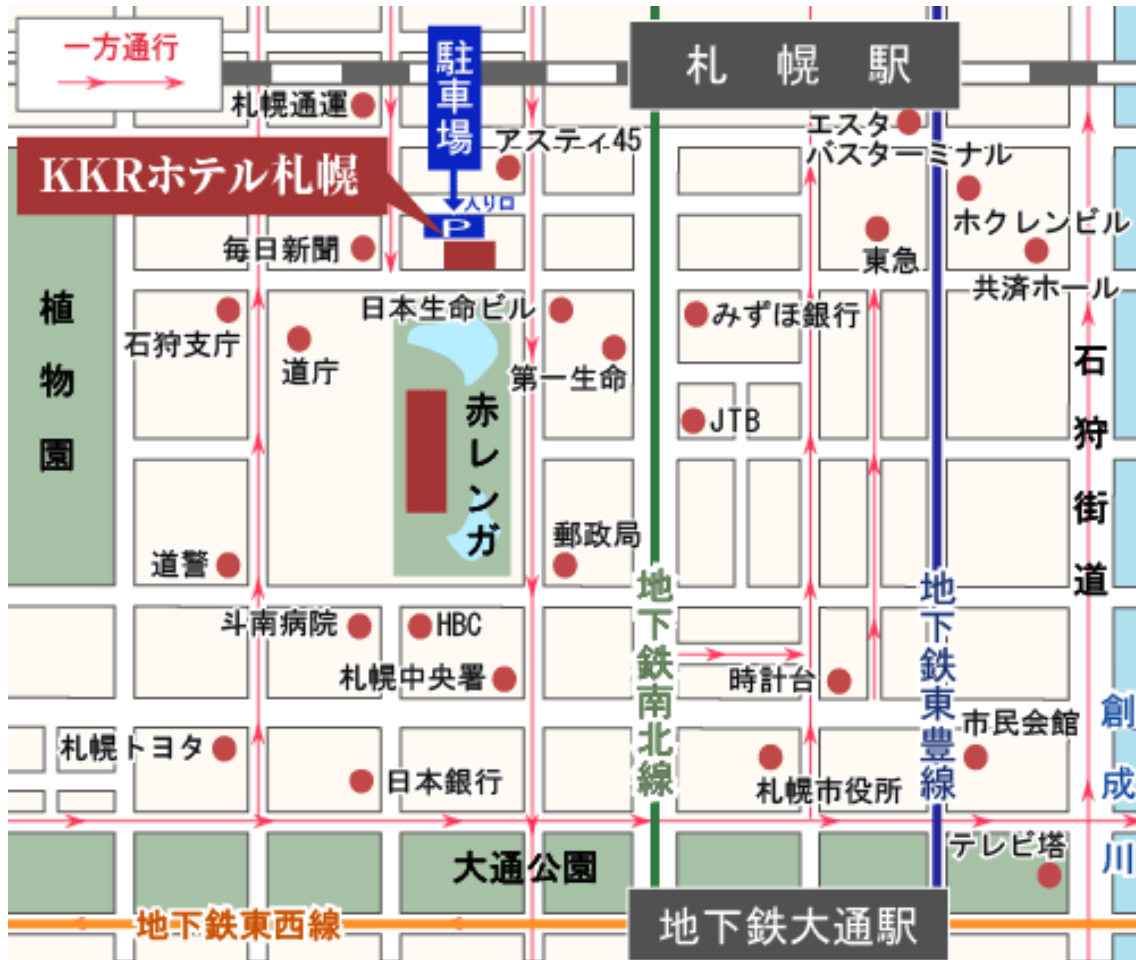 一方通行
札幌駅
駐車場
札幌通運
アスティ45
エスタ
バスターミナル
KKRホテル札幌
入り口
P
ホクレンビル
毎日新聞
東急
共済ホール
植物園
石狩支庁
道庁
日本生命ビル
第一生命
みずほ銀行
石狩街道
赤レンガ
JTB
道警
郵政局
地下鉄南北線
地下鉄東豊線
斗南病院
HBC
札幌中央署
時計台
市民会館
創成川
札幌トヨタ
日本銀行
札幌市役所
テレビ塔
大通公園
地下鉄東西線
地下鉄大通駅